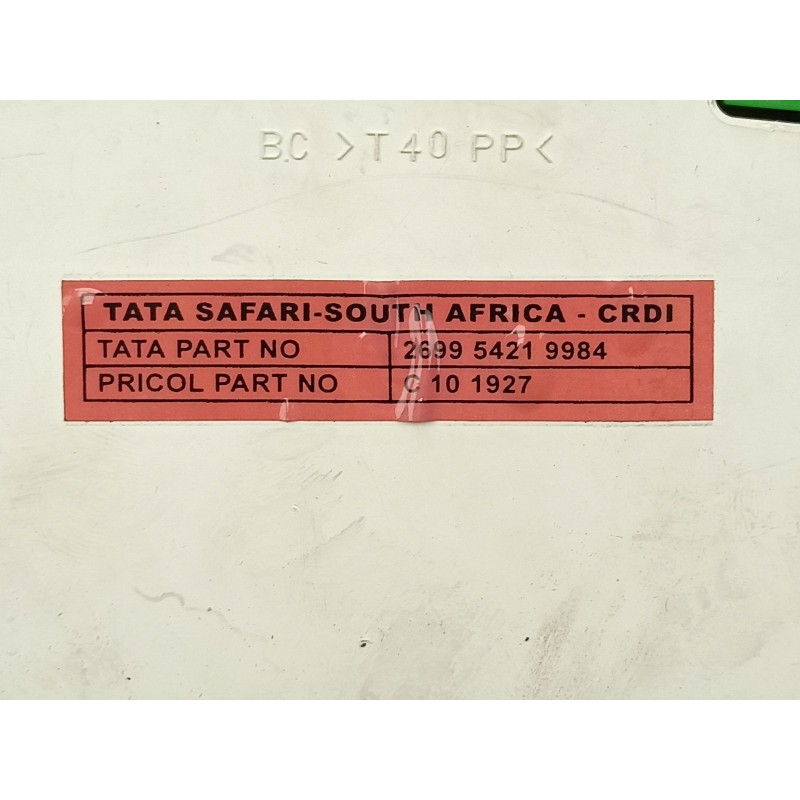 BC >T40 PP<
TATA SAFARI-SOUTH AFRICA - CRDI
TATA PART NO 2699 5421 9984
PRICOL PART NO C 10 1927